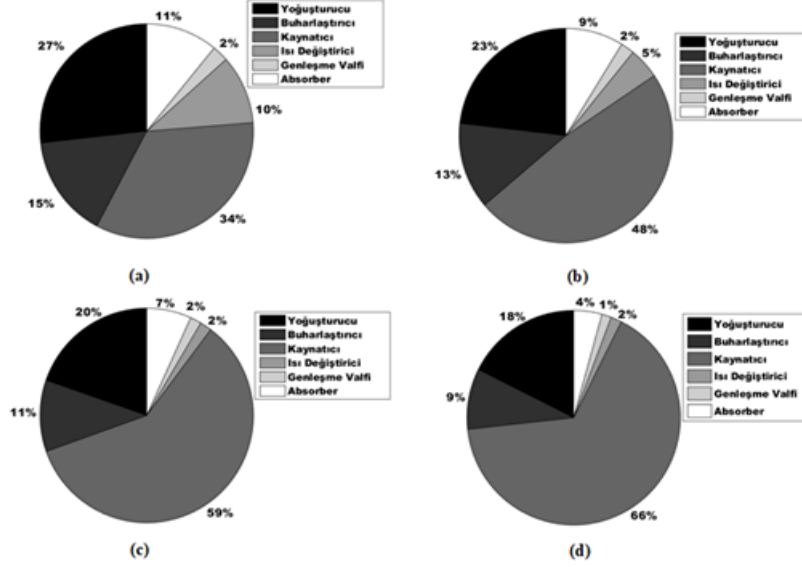 11%
2%
27%
10%
15%
34%
Yoğuşturucu
Buharlaştırıcı
Kaynatıcı
Isı Değiştirici
Genleşme Valfi
Absorber
(a)
9%
2%
23%
5%
13%
48%
Yoğuşturucu
Buharlaştırıcı
Kaynatıcı
Isı Değiştirici
Genleşme Valfi
Absorber
(b)
7%
2%
20%
2%
11%
59%
Yoğuşturucu
Buharlaştırıcı
Kaynatıcı
Isı Değiştirici
Genleşme Valfi
Absorber
(c)
4%
1%
18%
2%
9%
66%
Yoğuşturucu
Buharlaştırıcı
Kaynatıcı
Isı Değiştirici
Genleşme Valfi
Absorber
(d)